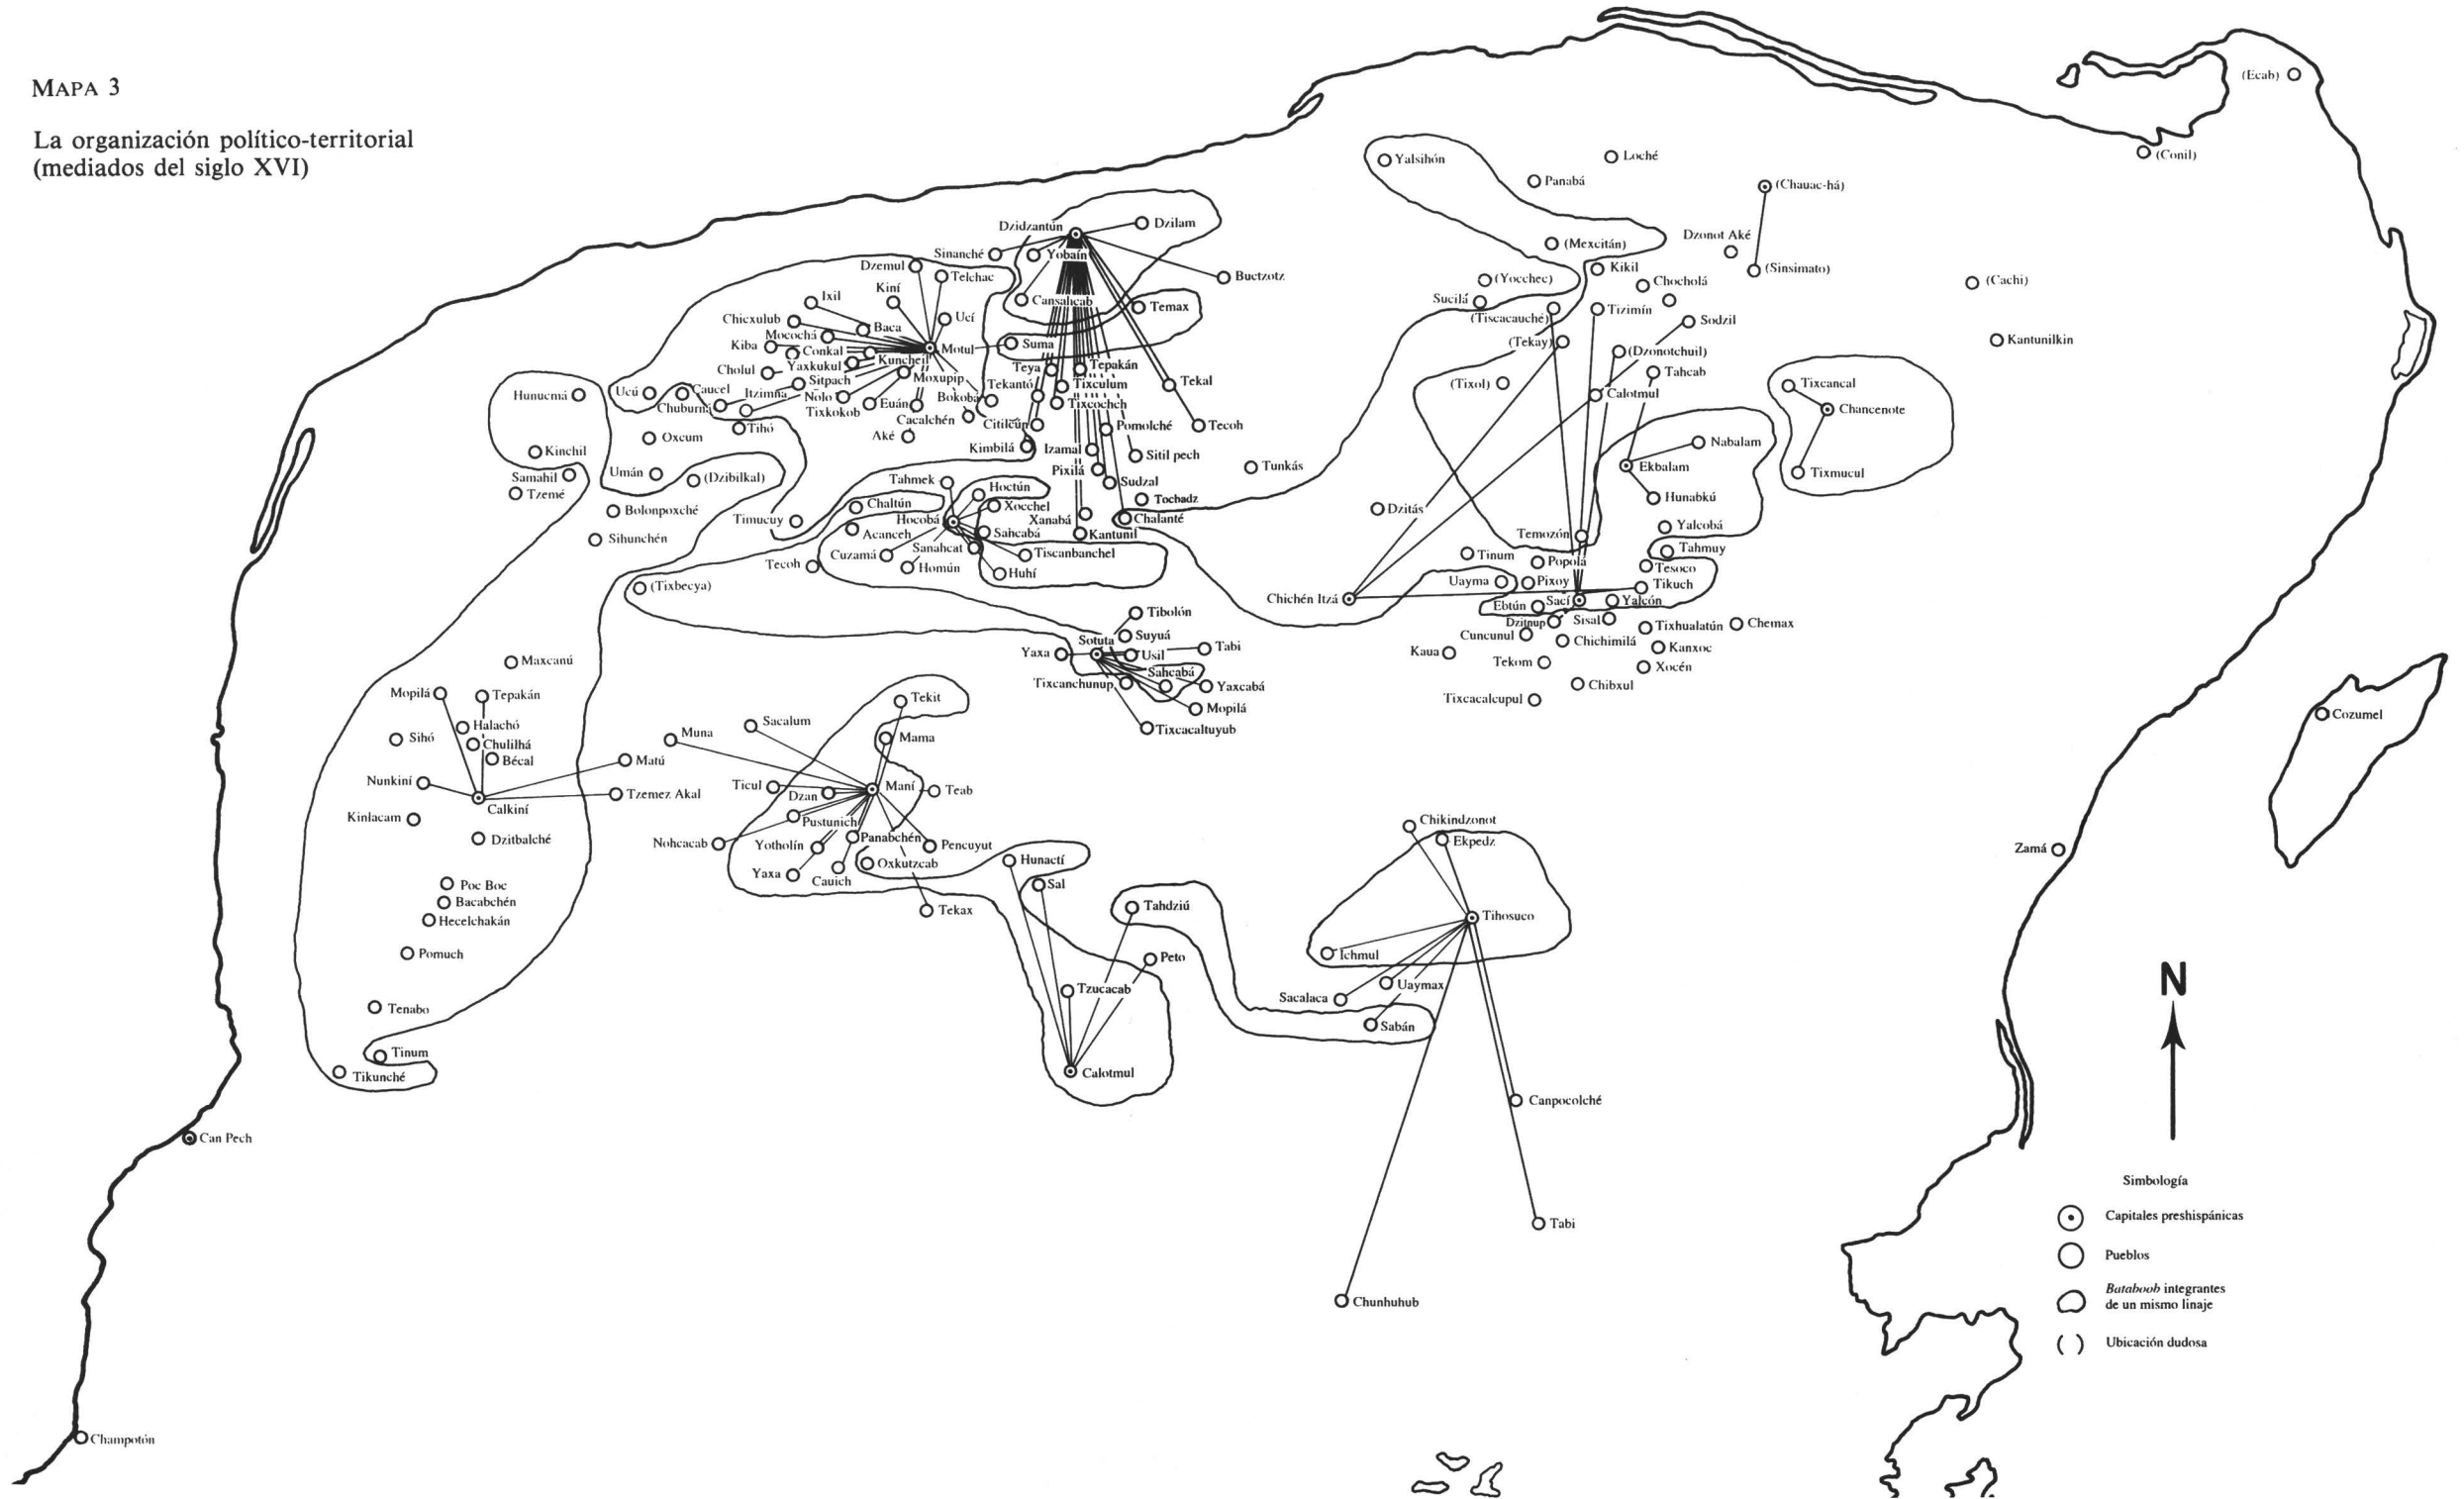 MAPA 3
La organización político-territorial
(mediados del siglo XVI)
(Ecab)
(Conil)
Yalsihón
Loché
Panabá
(Chauac-há)
Dzidzantún
Dzilam
Sinanché
Yobaín
(Mexcitán)
Dzonot Aké
Dzemul
Telchac
Buctzotz
(Yocchec)
Kikil
(Sinsimato)
Chocholá
(Cachi)
Ixil
Kiní
Cansahcab
Temax
Sucilá
(Tiscacauché)
Tizimín
Sodzil
Chicxulub
Baca
Ucí
Mocochá
Kiba
Conkal
Motul
Suma
(Tekay)
(Dzonotchuil)
Kantunilkin
Cholul
Yaxkukul
Kuncheil
Teya
Tepakán
Tahcab
Sitpach
Moxupip
Tekantó
Tixculum
Tekal
(Tixol)
Tixcancal
Hunucmá
Ucú
Caucel
Itzimná
Nolo
Bokobá
Calotmul
Chuburná
Tixkokob
Euán
Tixcochch
Chancenote
Cacalchén
Citilcún
Pomolché
Tecoh
Oxcum
Tihó
Aké
Kinchil
Kimbilá
Izamal
Sitil pech
Nabalam
Umán
(Dzibilkal)
Pixilá
Tunkás
Ekbalam
Tixmucul
Samahil
Tzemé
Tahmek
Hoctún
Sudzal
Chaltún
Xocchel
Tochadz
Hunabkú
Bolonpoxché
Timucuy
Hocobá
Xanabá
Chalanté
Dzitás
Sihunchén
Acanceh
Sahcabá
Kantunil
Temozón
Yalcobá
Cuzamá
Sanahcat
Tiscanbanchel
Tinum
Popolá
Tahmuy
Tecoh
Homún
Huhí
Tesoco
(Tixbecya)
Uayma
Pixoy
Tikuch
Chichén Itzá
Ebtún
Sací
Yalcón
Tibolón
Dzitnup
Sisal
Sotuta
Suyuá
Cuncunul
Tixhualatún
Chemax
Yaxa
Usil
Tabi
Kaua
Chichimilá
Kanxoc
Maxcanú
Sahcabá
Tekom
Xocén
Tixcanchunup
Yaxcabá
Chibxul
Mopilá
Tepakán
Tekit
Mopilá
Tixcacalcupul
Halachó
Muna
Sacalum
Tixcacaltuyub
Cozumel
Sihó
Chulilhá
Mama
Bécal
Matú
Nunkiní
Ticul
Dzan
Maní
Teab
Tzemez Akal
Calkiní
Kinlacam
Pustunich
Chikindzonot
Dzitbalché
Nohcacab
Yotholín
Panabchén
Pencuyut
Ekpedz
Zamá
Oxkutzcab
Hunactí
Yaxa
Cauich
Poc Boc
Sal
Bacabchén
Tekax
Tahdziú
Tihosuco
Hecelchakán
Pomuch
Peto
Ichmul
Tzucacab
Uaymax
Sacalaca
Tenabo
Sabán
N
Tinum
Tikunché
Calotmul
Canpocolché
Can Pech
Simbología
Capitales preshispánicas
Tabi
Pueblos
Bataboob integrantes
de un mismo linaje
Chunhuhub
( ) Ubicación dudosa
Champotón